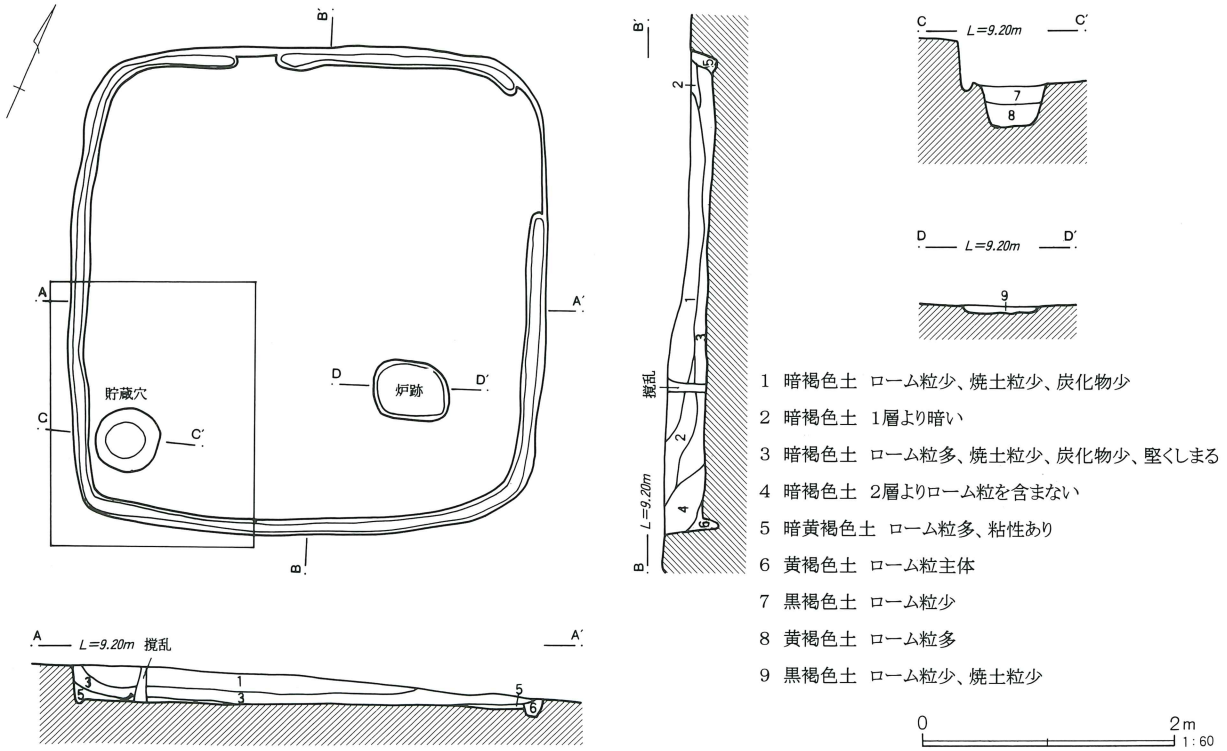 B´
A
A´
貯蔵穴
C
C´
D
D´
炉跡
B
A
L=9.20m
撹乱
A´
3
5
1
3
5
6
B´
5
2
1
3
撹乱
2
4
6
B
L=9.20m
C
L=9.20m
C´
7
8
D
L=9.20m
D´
9
1 暗褐色土 ローム粒少、焼土粒少、炭化物少
2 暗褐色土 1層より暗い
3 暗褐色土 ローム粒多、焼土粒少、炭化物少、堅くしまる
4 暗褐色土 2層よりローム粒を含まない
5 暗黄褐色土 ローム粒多、粘性あり
6 黄褐色土 ローム粒主体
7 黒褐色土 ローム粒少
8 黄褐色土 ローム粒多
9 黒褐色土 ローム粒少、焼土粒少
0 2m
1:60